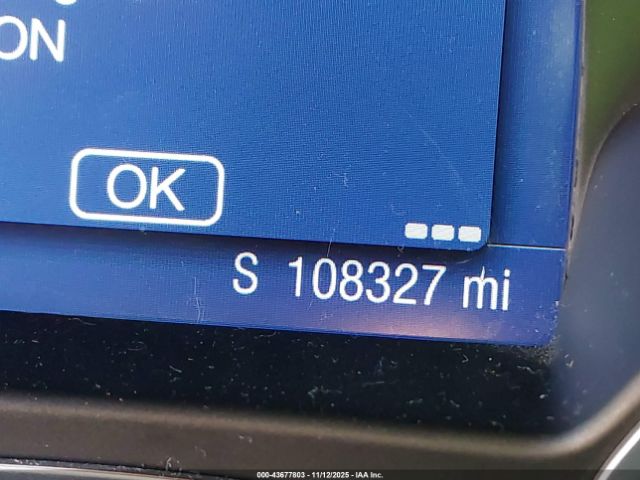 ON
OK
S 108327 mi
000-43677803 - 11/12/2025 - IAA Inc.